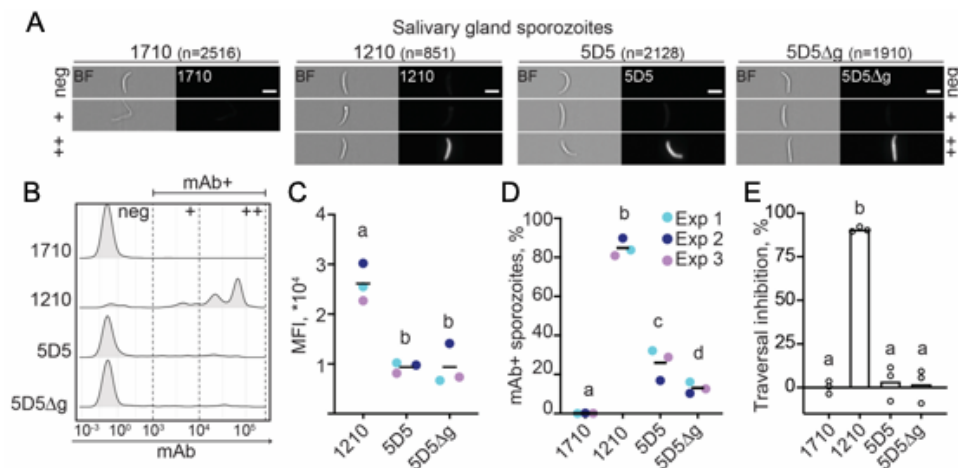 A
Salivary gland sporozoites
1710 (n=2516)
1210 (n=851)
5D5 (n=2128)
5D5Δg (n=1910)
neg
BF
1710
BF
1210
BF
5D5
BF
5D5Δg
neg
+
+
++
++
B
mAb+
neg
+
++
1710
1210
5D5
5D5Δg
10-3
100
103
104
105
mAb
C
MFI, *10⁴
4
3
2
1
a
b
b
1210
5D5
5D5Δg
D
mAb+ sporozoites, %
100
80
60
40
20
0
a
b
c
d
Exp 1
Exp 2
Exp 3
1710
1210
5D5
5D5Δg
E
Traversal inhibition, %
100
50
0
a
b
a
a
1710
1210
5D5
5D5Δg